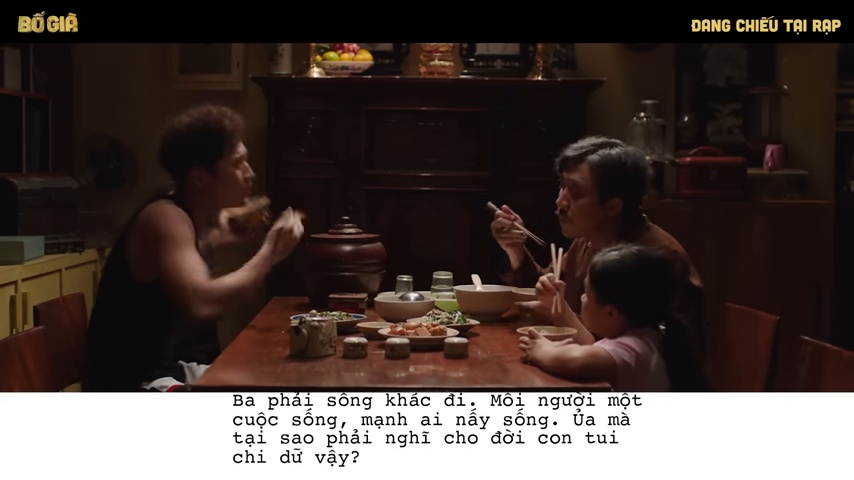 BỐ GIÀ
ĐANG CHIẾU TẠI RẠP
Ba phải sống khác đi. Mỗi người một
cuộc sống, mạnh ai nấy sống. Ủa mà
tại sao phải nghĩ cho đời con tui
chi dữ vậy?